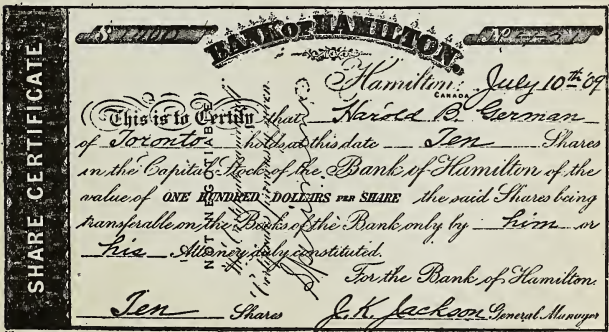 BANK OF HAMILTON.
Hamilton, CANADA July 10th '09
This is to Certify that Harold B. German
of Toronto holds at this date Ten Shares
in the Capital Stock of the Bank of Hamilton of the
value of ONE HUNDRED DOLLARS PER SHARE the said Shares being
transferable on the Books of the Bank only by him or
his Attorney duly constituted.
For the Bank of Hamilton.
Ten Shares J. K. Jackson General Manager
SHARE CERTIFICATE
NOT NEGOTIABLE